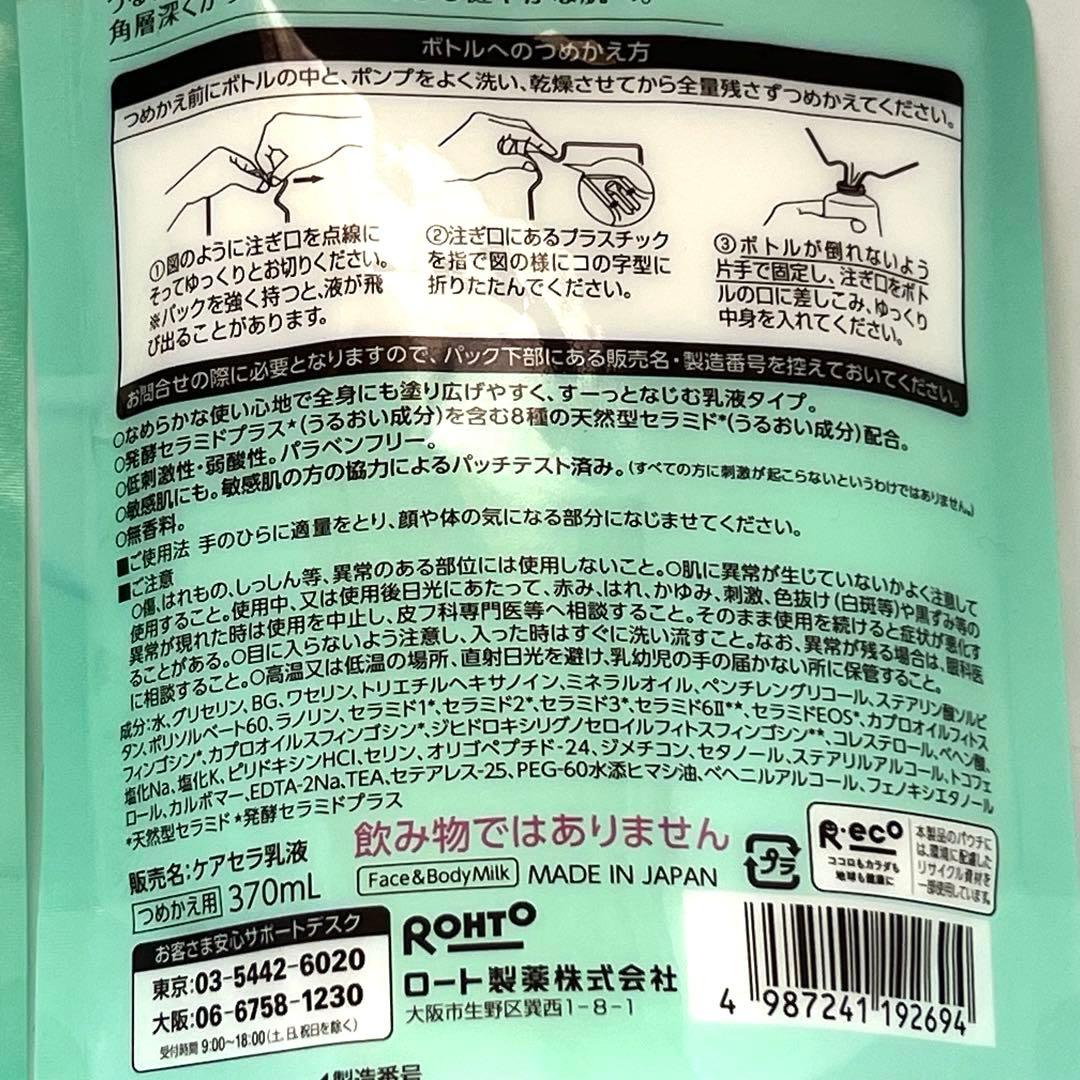 角層深く
ボトルへのつめかえ方
つめかえ前にボトルの中と、ポンプをよく洗い、乾燥させてから全量残さずつめかえてください。
①図のように注ぎ口を点線に
そってゆっくりとお切りください。
※パックを強く持つと、液が飛
び出ることがあります。
②注ぎ口にあるプラスチック
を指で図の様にコの字型に
折りたたんでください。
③ボトルが倒れないよう
片手で固定し、注ぎ口をボト
ルの口に差しこみ、ゆっくり
中身を入れてください。
お問合せの際に必要となりますので、パック下部にある販売名・製造番号を控えておいてください。
○なめらかな使い心地で全身にも塗り広げやすく、すーっとなじむ乳液タイプ。
○発酵セラミドプラス*(うるおい成分)を含む8種の天然型セラミド*(うるおい成分)配合。
○低刺激性・弱酸性。パラベンフリー。
○敏感肌にも。敏感肌の方の協力によるパッチテスト済み。(すべての方に刺激が起こらないというわけではありません。)
○無香料。
■ご使用法 手のひらに適量をとり、顔や体の気になる部分になじませてください。
■ご注意
○傷、はれもの、しっしん等、異常のある部位には使用しないこと。○肌に異常が生じていないかよく注意して
使用すること。使用中、又は使用後日光にあたって、赤み、はれ、かゆみ、刺激、色抜け(白斑等)や黒ずみ等の
異常が現れた時は使用を中止し、皮フ科専門医等へ相談すること。そのまま使用を続けると症状が悪化す
ることがある。○目に入らないよう注意し、入った時はすぐに洗い流すこと。なお、異常が残る場合は、眼科医
に相談すること。○高温又は低温の場所、直射日光を避け、乳幼児の手の届かない所に保管すること。
成分:水、グリセリン、BG、ワセリン、トリエチルヘキサノイン、ミネラルオイル、ペンチレングリコール、ステアリン酸ソルビ
タン、ポリソルベート60、ラノリン、セラミド1*、セラミド2*、セラミド3*、セラミド6Ⅱ**、セラミドEOS*、カプロオイルフィトス
フィンゴシン*、カプロオイルスフィンゴシン*、ジヒドロキシリグノセロイルフィトスフィンゴシン**、コレステロール、ベヘン酸、
塩化Na、塩化K、ピリドキシンHCl、セリン、オリゴペプチド-24、ジメチコン、セタノール、ステアリルアルコール、トコフェ
ロール、カルボマー、EDTA-2Na、TEA、セテアレス-25、PEG-60水添ヒマシ油、ベヘニルアルコール、フェノキシエタノール
*天然型セラミド *発酵セラミドプラス
飲み物ではありません
販売名:ケアセラ乳液
Face&BodyMilk MADE IN JAPAN
つめかえ用 370mL
プラ
R・eco
ココロもカラダも
地球も健康に
本製品のパウチに
は、環境に配慮した
リサイクル資材を
一部使用しています。
お客さま安心サポートデスク
東京:03-5442-6020
大阪:06-6758-1230
受付時間 9:00~18:00(土、日、祝日を除く)
ROHTO
ロート製薬株式会社
大阪市生野区巽西1-8-1
4 987241 192694
製造番号